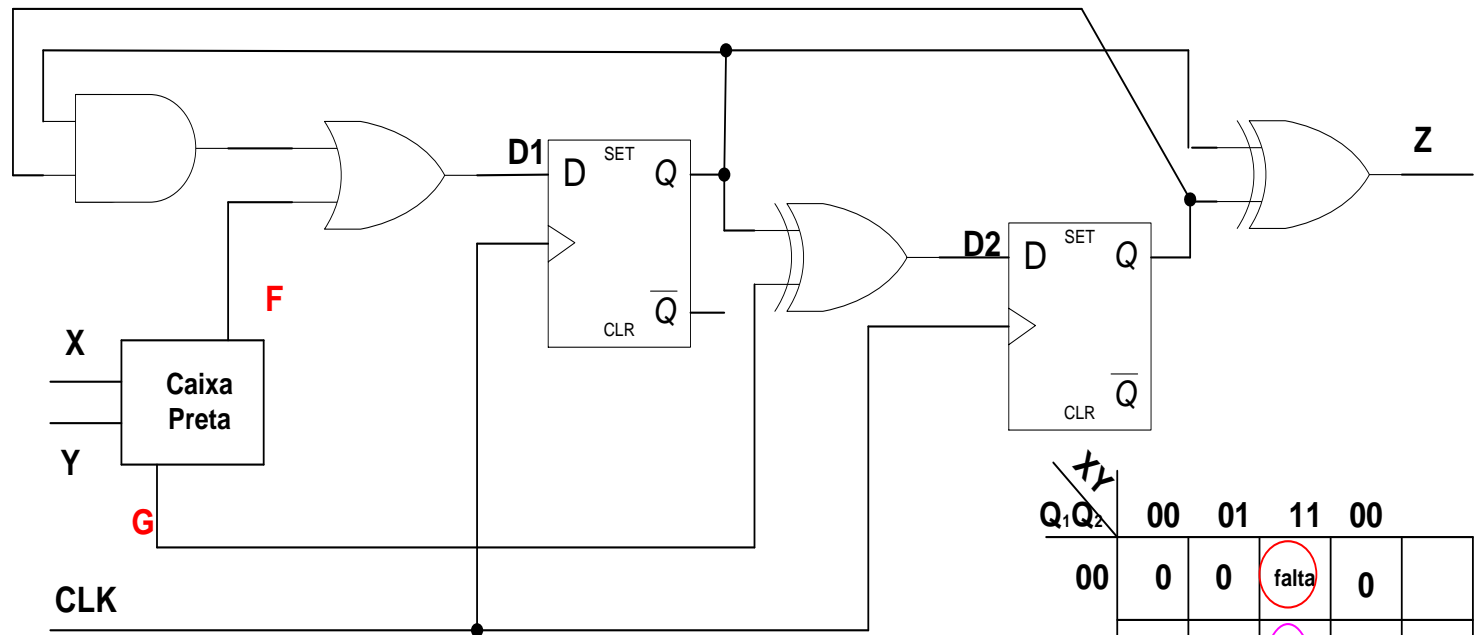 D1
SET
D
Q
Q
CLR
D2
SET
D
Q
Q
CLR
Z
F
X
Caixa
Preta
Y
G
CLK
XY
Q₁Q₂ 00 01 11 00
00 0 0 falta 0